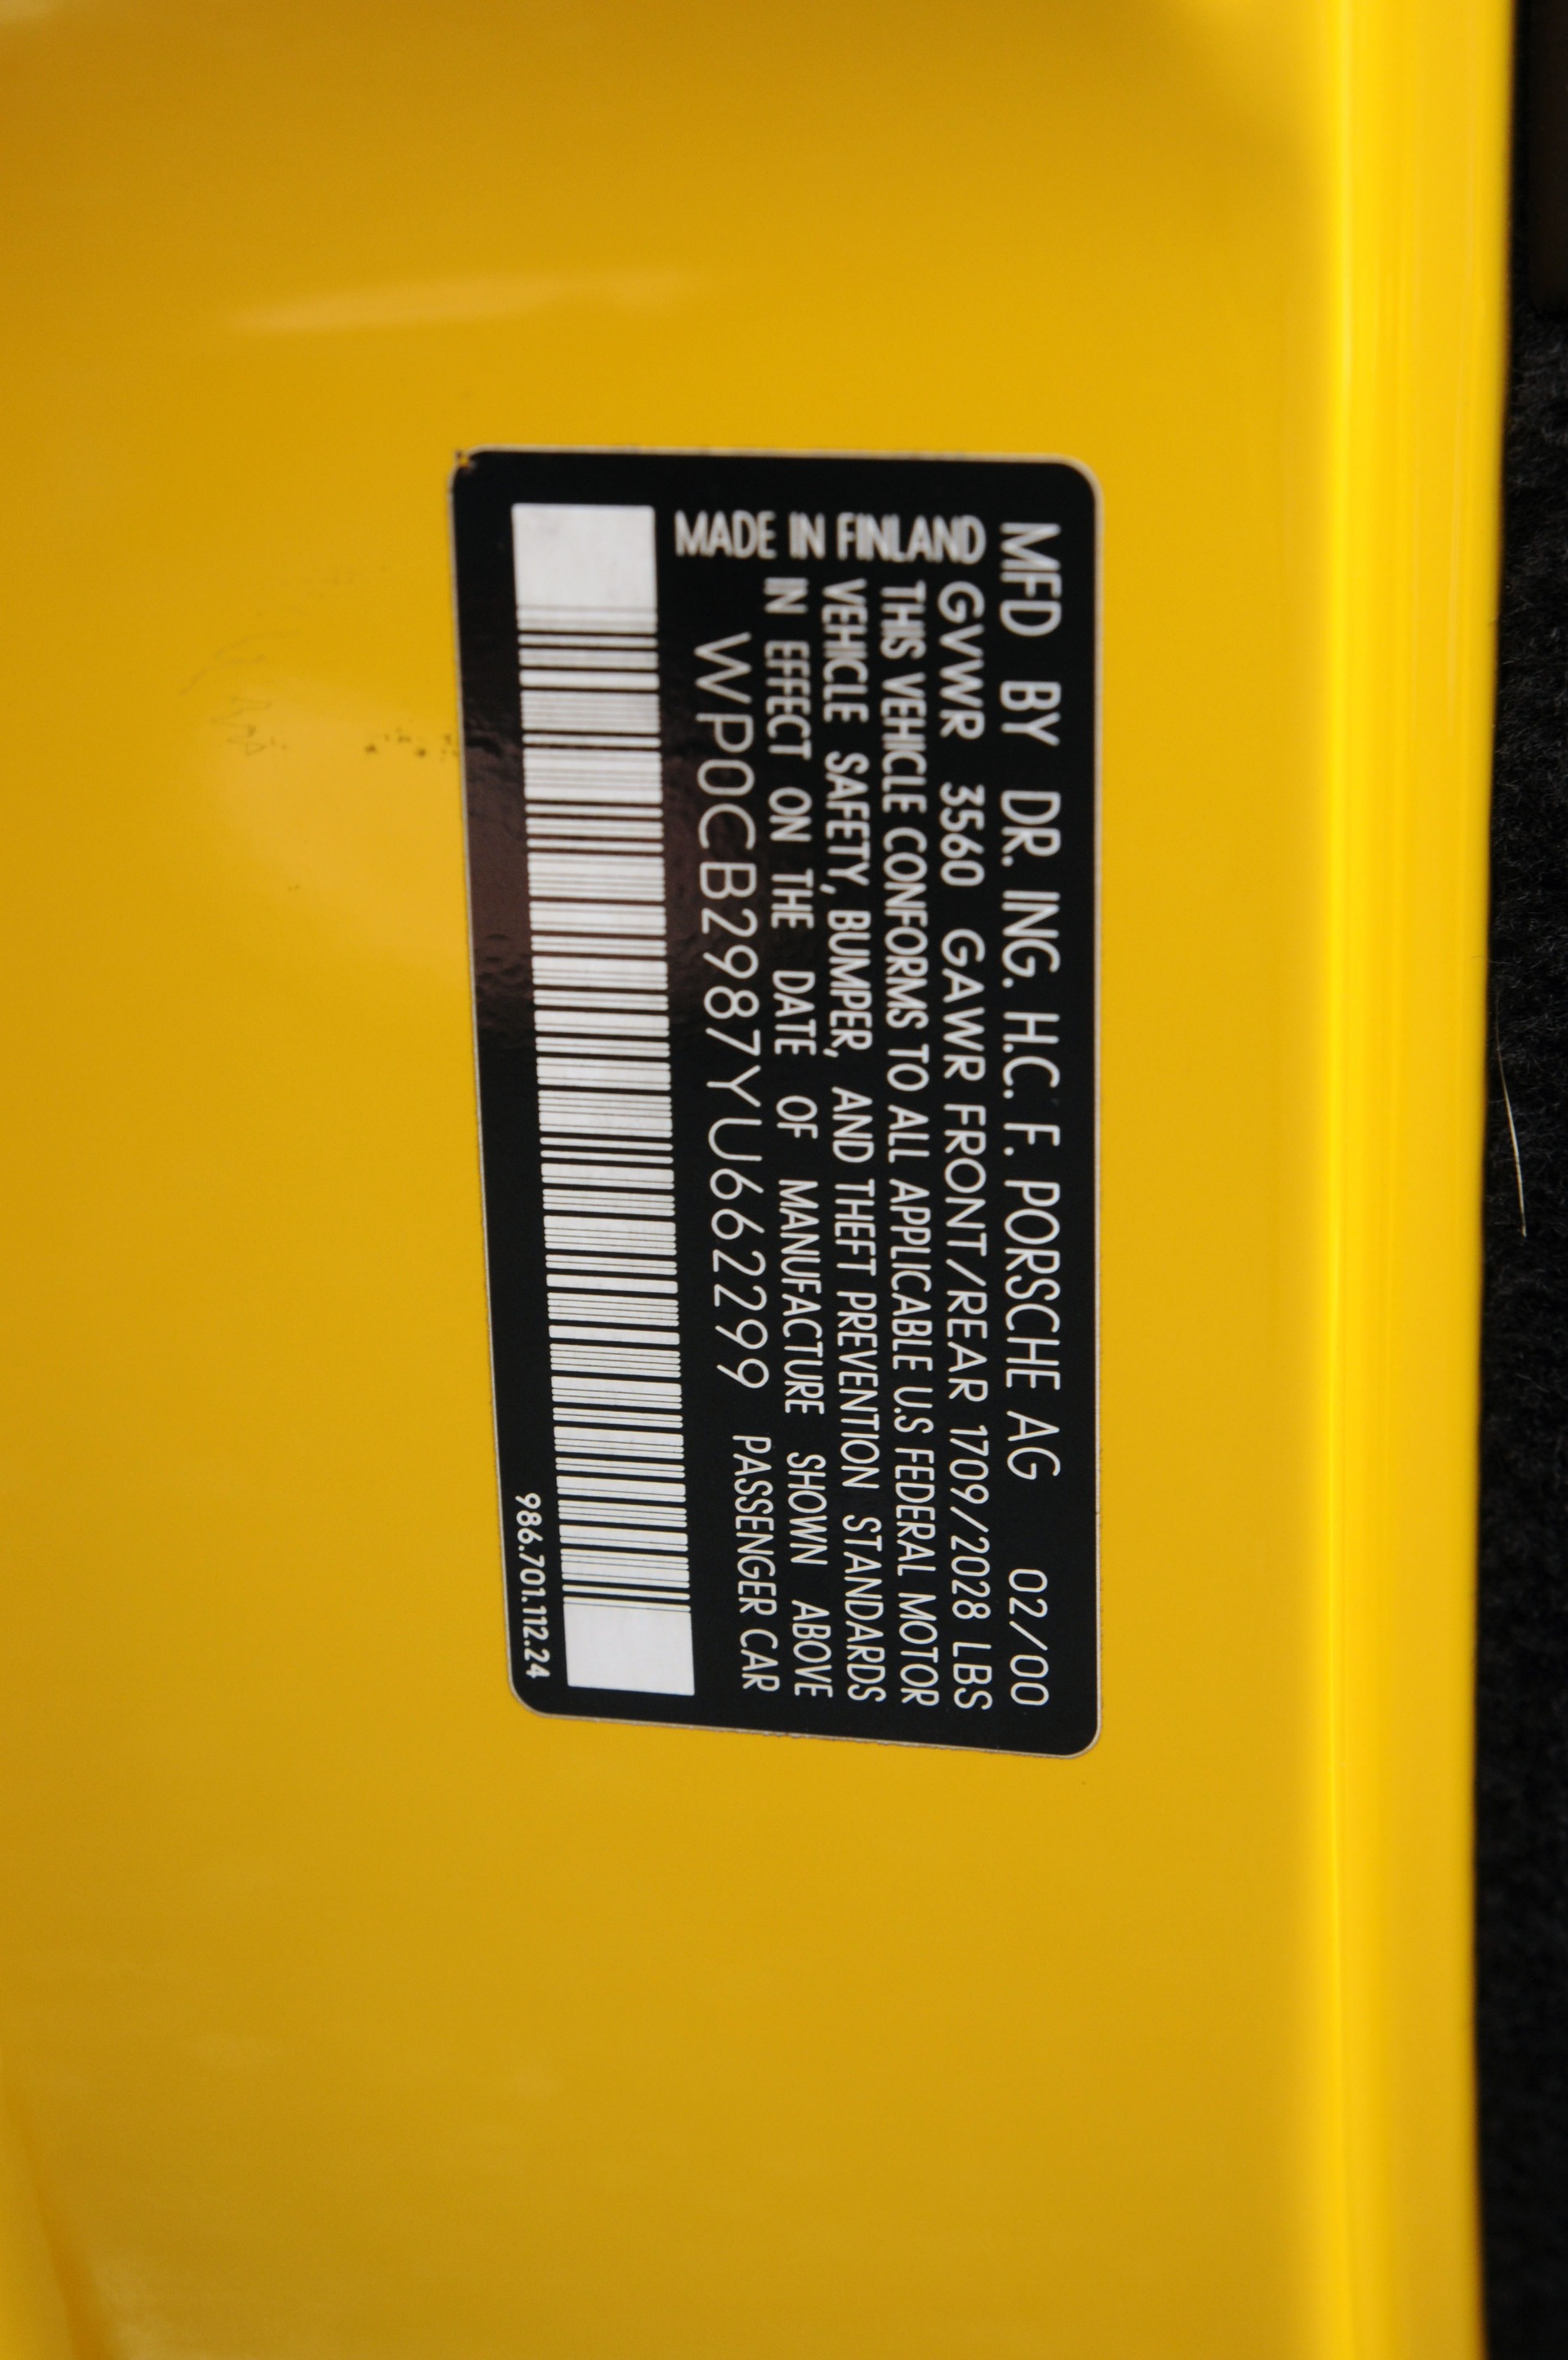 MFD BY DR. ING. H.C. F. PORSCHE AG 02/00
GVWR 3560 GAWR FRONT/REAR 1709/2028 LBS
THIS VEHICLE CONFORMS TO ALL APPLICABLE U.S FEDERAL MOTOR
VEHICLE SAFETY, BUMPER, AND THEFT PREVENTION STANDARDS
IN EFFECT ON THE DATE OF MANUFACTURE SHOWN ABOVE
MADE IN FINLAND
WP0CB2987YU662299 PASSENGER CAR
986.701.112.24